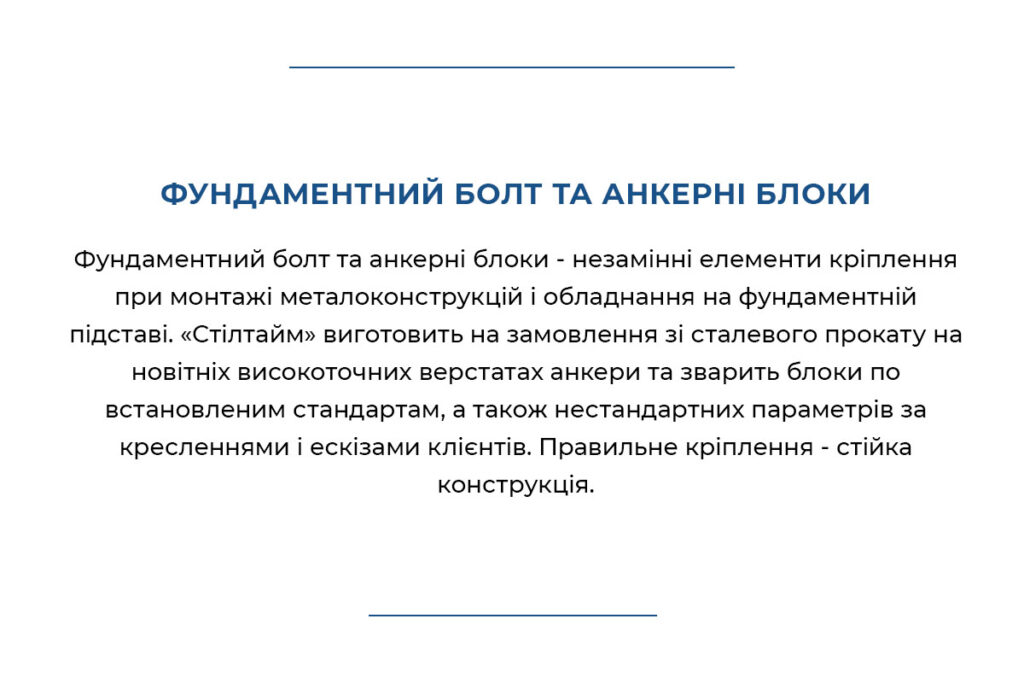 ФУНДАМЕНТНИЙ БОЛТ ТА АНКЕРНІ БЛОКИ
Фундаментний болт та анкерні блоки - незамінні елементи кріплення
при монтажі металоконструкцій і обладнання на фундаментній
підставі. «Стілтайм» виготовить на замовлення зі сталевого прокату на
новітніх високоточних верстатах анкери та зварить блоки по
встановленим стандартам, а також нестандартних параметрів за
кресленнями і ескізами клієнтів. Правильне кріплення - стійка
конструкція.